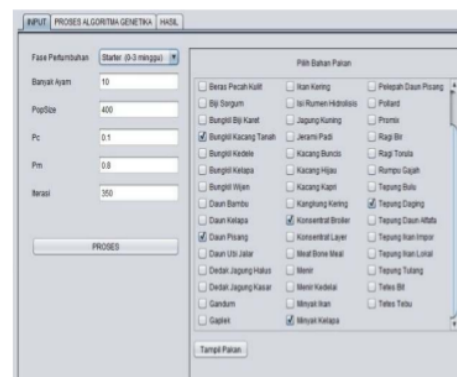 INPUT PROSES ALGORITMA GENETIKA HASIL
Fase Pertumbuhan Starter (0-3 minggu)
Banyak Ayam 10
PopSize 400
Pc 0.1
Pm 0.8
Iterasi 350
PROSES
Pilih Bahan Pakan
Beras Pecah Kulit Ikan Kering Pelepah Daun Pisang
Biji Sorgum Isi Rumen Hidrolisis Pollard
Bungkil Biji Karet Jagung Kuning Promix
Bungkil Kacang Tanah Jerami Padi Ragi Bir
Bungkil Kedele Kacang Buncis Ragi Torula
Bungkil Kelapa Kacang Hijau Rumpu Gajah
Bungkil Wijen Kacang Kapri Tepung Bulu
Daun Bambu Kangkung Kering Tepung Daging
Daun Kelapa Konsentrat Broiler Tepung Daun Alfafa
Daun Pisang Konsentrat Layer Tepung Ikan Impor
Daun Ubi Jalar Meat Bone Meal Tepung Ikan Lokal
Dedak Jagung Halus Menir Tepung Tulang
Dedak Jagung Kasar Menir Kedelai Tetes Bit
Gandum Minyak Ikan Tetes Tebu
Gaplek Minyak Kelapa
Tampil Pakan